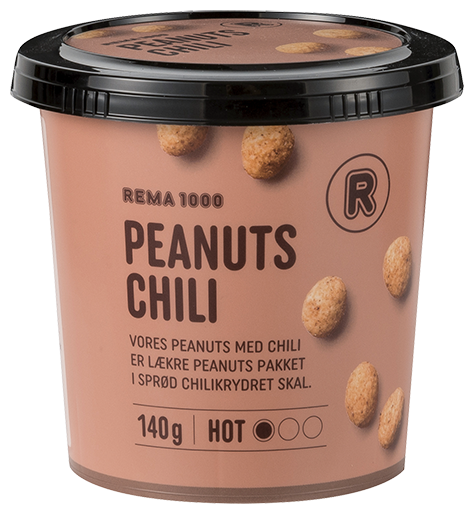 PEANUTS
CHILI
REMA 1000
R
PEANUTS
CHILI
VORES PEANUTS MED CHILI
ER LÆKRE PEANUTS PAKKET
I SPRØD CHILIKRYDRET SKAL.
140g | HOT